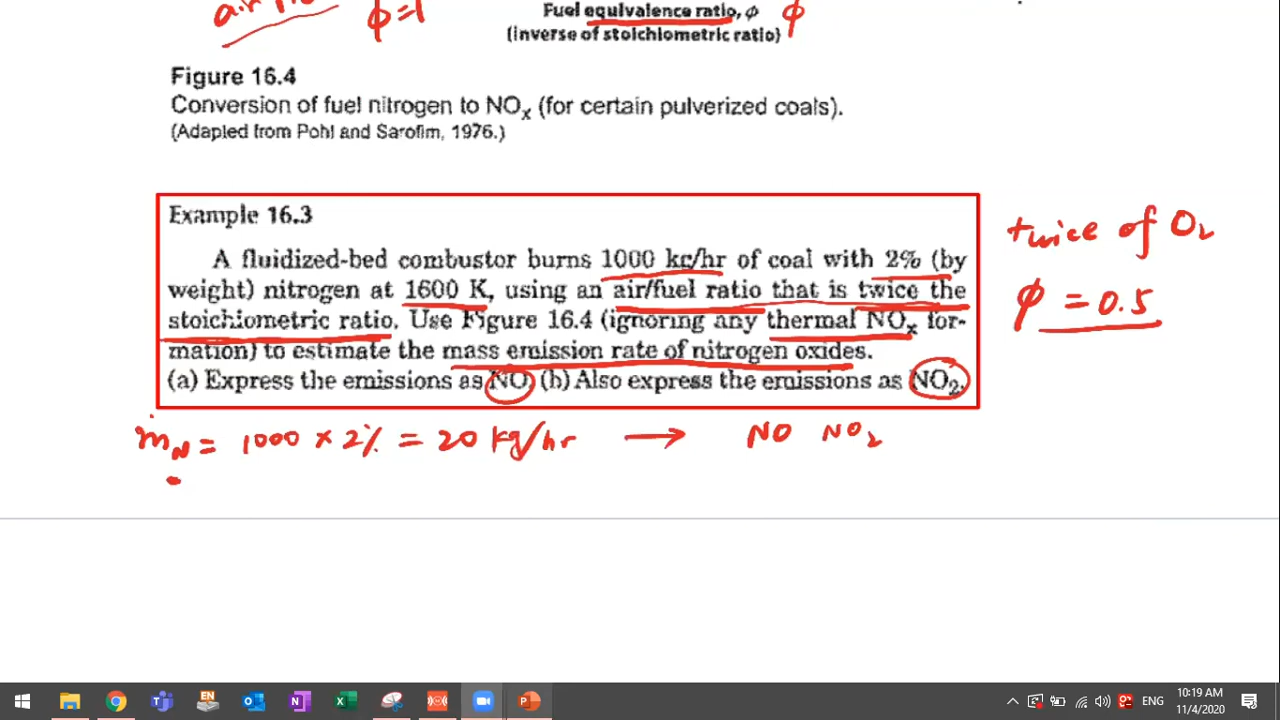 air
ϕ=1
Fuel equivalence ratio, ϕ ϕ
(inverse of stoichiometric ratio)
Figure 16.4
Conversion of fuel nitrogen to NOx (for certain pulverized coals).
(Adapled from Pohl and Sarofim, 1976.)
Example 16.3
A fluidized-bed combustor burns 1000 kg/hr of coal with 2% (by
weight) nitrogen at 1600 K, using an air/fuel ratio that is twice the
stoichiometric ratio. Use Figure 16.4 (ignoring any thermal NOx for-
mation) to estimate the mass emission rate of nitrogen oxides.
(a) Express the emissions as NO. (b) Also express the emissions as NO2.
twice of O2
ϕ = 0.5
ṁN = 1000 × 2% = 20 kg/hr → NO NO2
EN
ENG
10:19 AM
11/4/2020